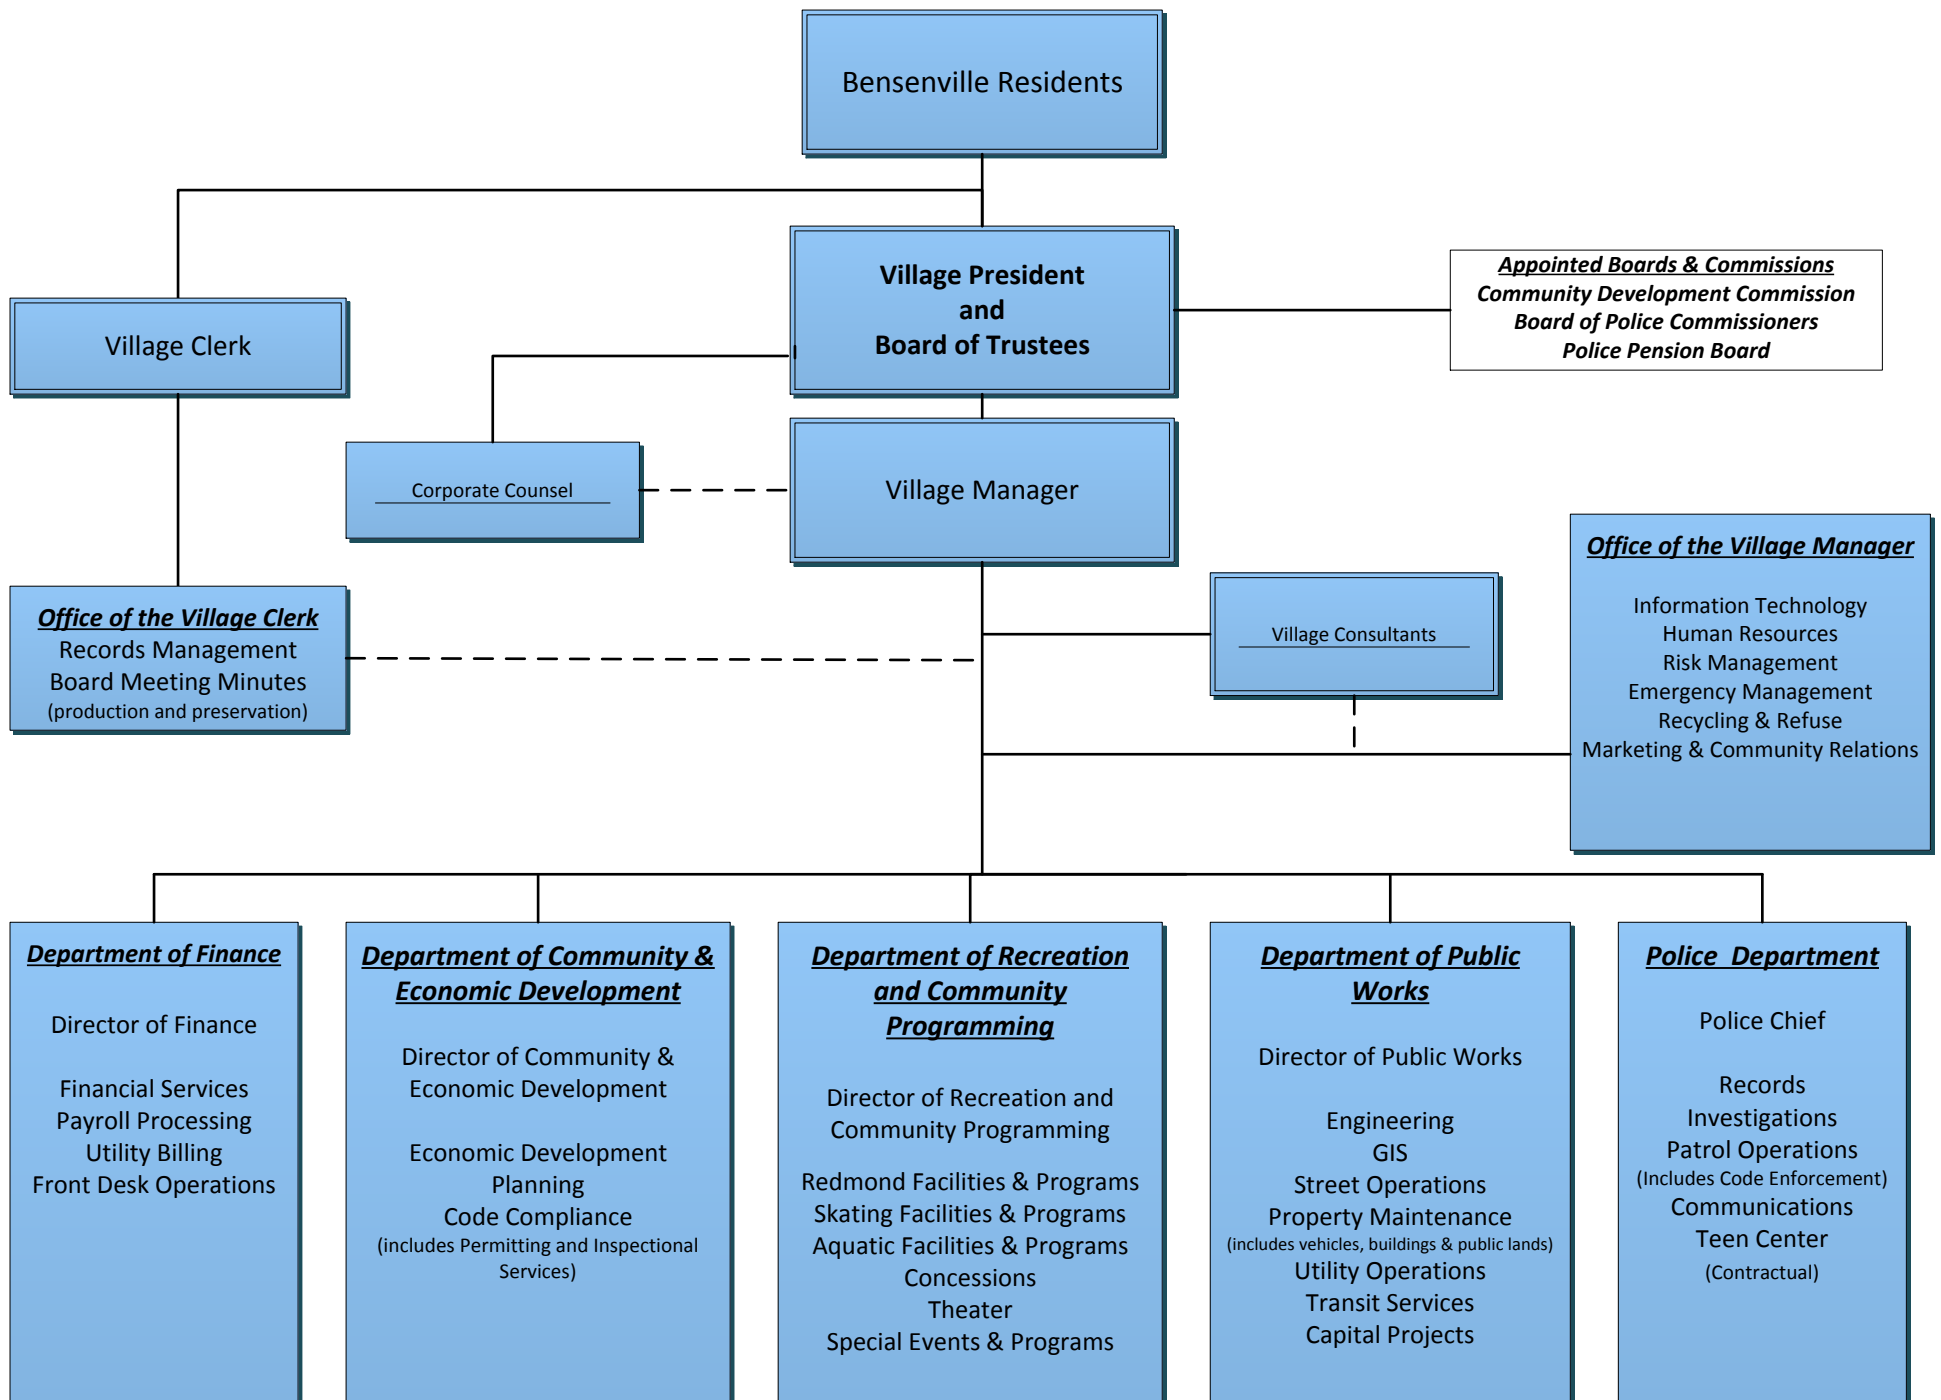 Bensenville Residents
Village President
and
Board of Trustees
Appointed Boards & Commissions
Community Development Commission
Board of Police Commissioners
Police Pension Board
Village Clerk
Corporate Counsel
Village Manager
Office of the Village Manager
Information Technology
Human Resources
Risk Management
Emergency Management
Recycling & Refuse
Marketing & Community Relations
Village Consultants
Office of the Village Clerk
Records Management
Board Meeting Minutes
(production and preservation)
Department of Finance
Director of Finance
Financial Services
Payroll Processing
Utility Billing
Front Desk Operations
Department of Community &
Economic Development
Director of Community &
Economic Development
Economic Development
Planning
Code Compliance
(includes Permitting and Inspectional
Services)
Department of Recreation
and Community
Programming
Director of Recreation and
Community Programming
Redmond Facilities & Programs
Skating Facilities & Programs
Aquatic Facilities & Programs
Concessions
Theater
Special Events & Programs
Department of Public
Works
Director of Public Works
Engineering
GIS
Street Operations
Property Maintenance
(includes vehicles, buildings & public lands)
Utility Operations
Transit Services
Capital Projects
Police Department
Police Chief
Records
Investigations
Patrol Operations
(Includes Code Enforcement)
Communications
Teen Center
(Contractual)